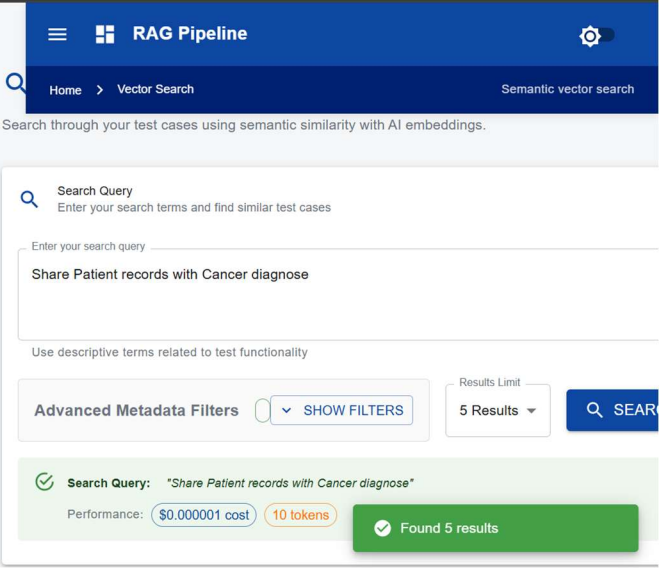 RAG Pipeline
Home > Vector Search
Semantic vector search
Search through your test cases using semantic similarity with AI embeddings.
Search Query
Enter your search terms and find similar test cases
Enter your search query
Share Patient records with Cancer diagnose
Use descriptive terms related to test functionality
Advanced Metadata Filters
SHOW FILTERS
Results Limit
5 Results
SEAR
Search Query: "Share Patient records with Cancer diagnose"
Performance: $0.000001 cost 10 tokens
Found 5 results